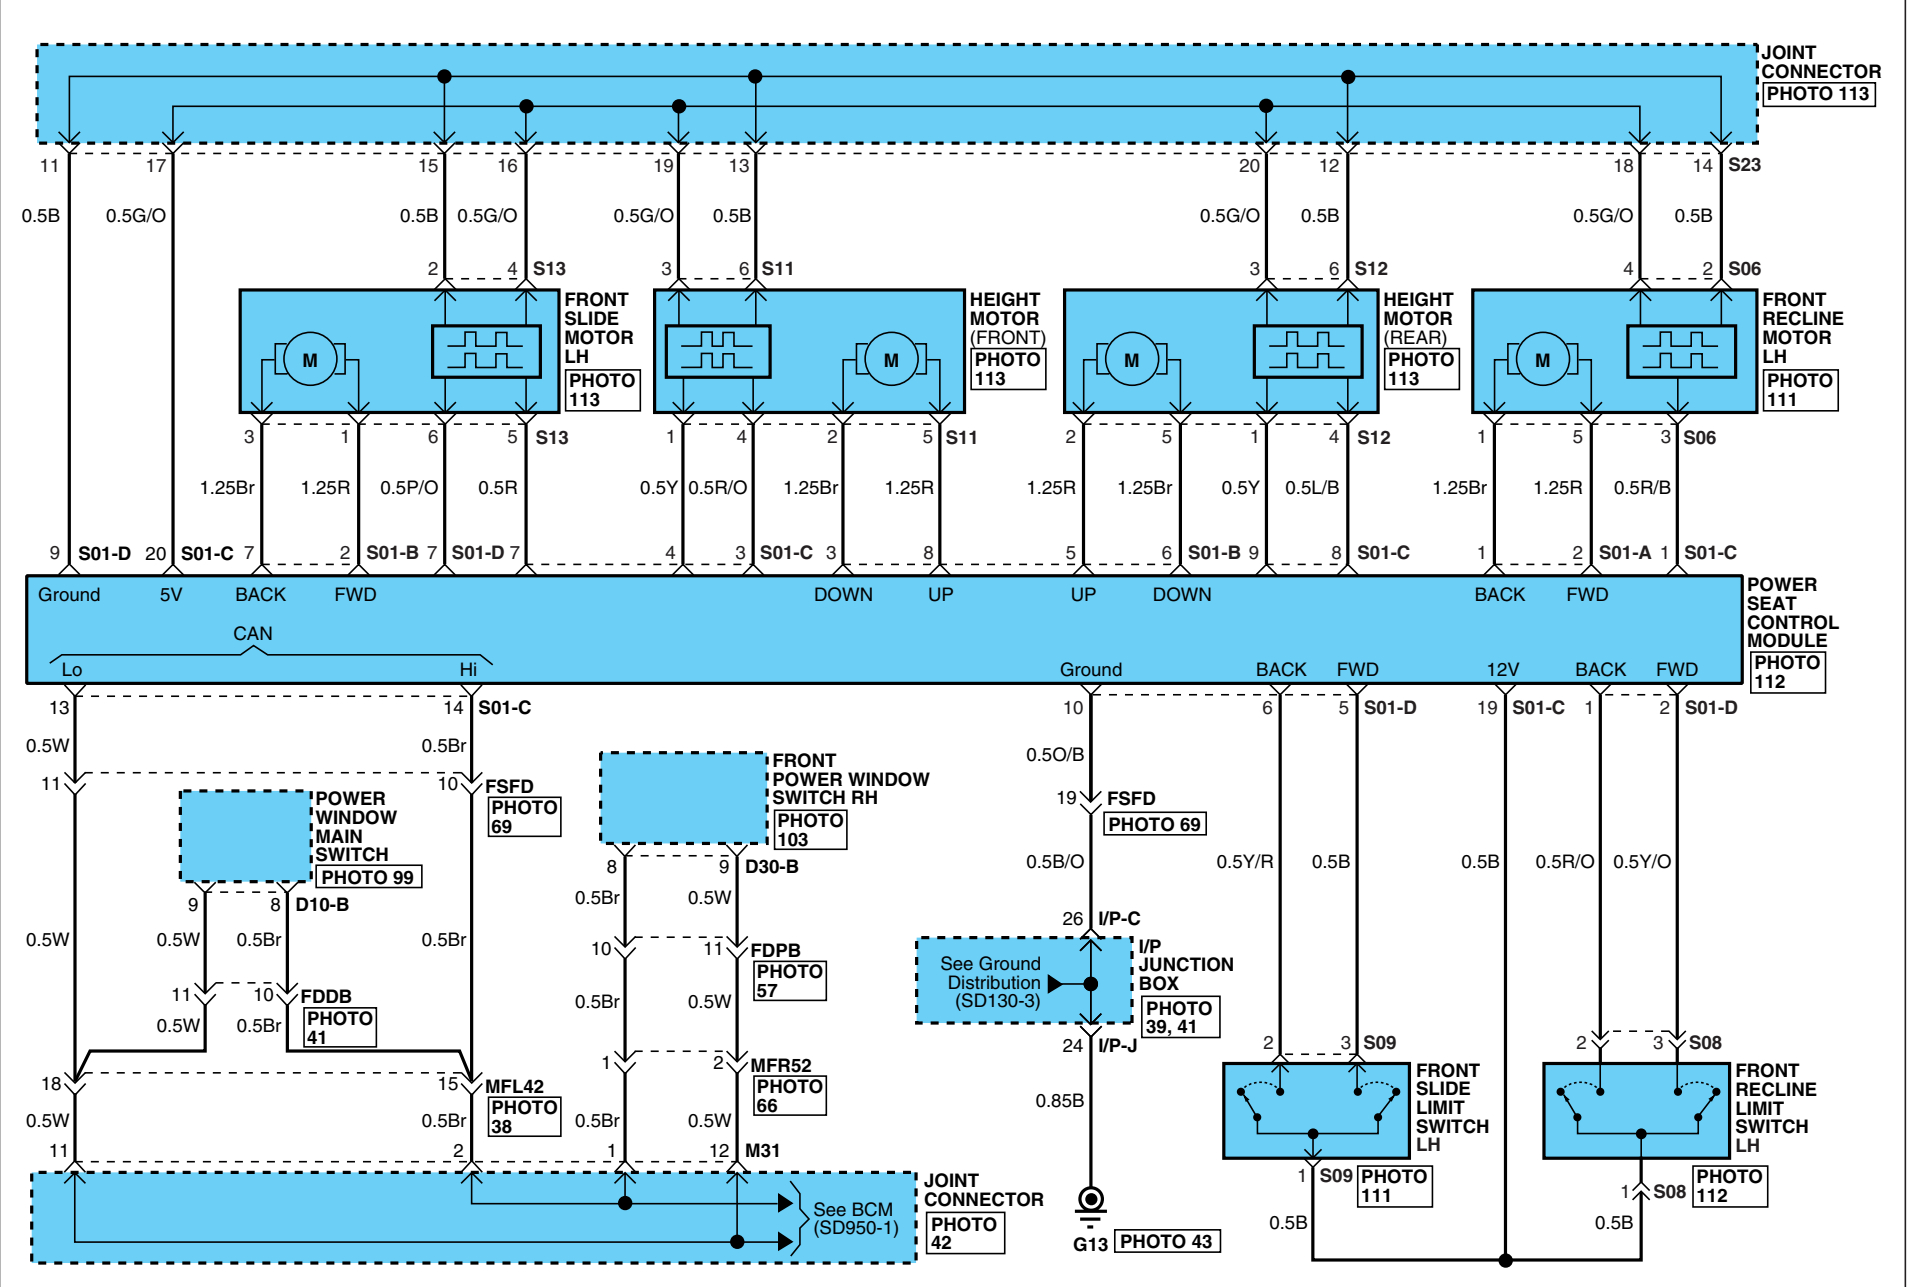 JOINT
CONNECTOR
PHOTO 113
11 17 15 16 19 13 20 12 18 14 S23
0.5B 0.5G/O 0.5B 0.5G/O 0.5G/O 0.5B 0.5G/O 0.5B 0.5G/O 0.5B
2 4 S13 3 6 S11 3 6 S12 4 2 S06
FRONT
SLIDE
MOTOR
LH
PHOTO
113
HEIGHT
MOTOR
(FRONT)
PHOTO
113
HEIGHT
MOTOR
(REAR)
PHOTO
113
FRONT
RECLINE
MOTOR
LH
PHOTO
111
M M M M
3 1 6 5 S13 1 4 2 5 S11 2 5 1 4 S12 1 5 3 S06
1.25Br 1.25R 0.5P/O 0.5R 0.5Y 0.5R/O 1.25Br 1.25R 1.25R 1.25Br 0.5Y 0.5L/B 1.25Br 1.25R 0.5R/B
9 S01-D 20 S01-C 7 2 S01-B 7 S01-D 7 4 3 S01-C 3 8 5 6 S01-B 9 8 S01-C 1 2 S01-A 1 S01-C
Ground 5V BACK FWD DOWN UP UP DOWN BACK FWD
POWER
SEAT
CONTROL
MODULE
PHOTO
112
CAN
Lo Hi Ground BACK FWD 12V BACK FWD
13 14 S01-C 10 6 5 S01-D 19 S01-C 1 2 S01-D
0.5W 0.5Br 0.5O/B
11 10 FSFD
PHOTO
69
FRONT
POWER WINDOW
SWITCH RH
PHOTO
103
19 FSFD
PHOTO 69
POWER
WINDOW
MAIN
SWITCH
PHOTO 99
8 9 D30-B
0.5B/O 0.5Y/R 0.5B 0.5B 0.5R/O 0.5Y/O
9 8 D10-B
0.5Br 0.5W
26 I/P-C
0.5W 0.5W 0.5Br 0.5Br
10 11 FDPB
PHOTO
57
See Ground
Distribution
(SD130-3)
I/P
JUNCTION
BOX
PHOTO
39, 41
11 10 FDDB
PHOTO
41
0.5W 0.5Br
0.5Br 0.5W
24 I/P-J
2 3 S09 2 3 S08
1 2 MFR52
PHOTO
66
18 15 MFL42
PHOTO
38
0.85B
FRONT
SLIDE
LIMIT
SWITCH
LH
FRONT
RECLINE
LIMIT
SWITCH
LH
0.5W 0.5Br 0.5Br 0.5W
11 2 1 12 M31
1 S09 PHOTO
111
1 S08 PHOTO
112
JOINT
CONNECTOR
PHOTO
42
See BCM
(SD950-1)
0.5B 0.5B
G13 PHOTO 43